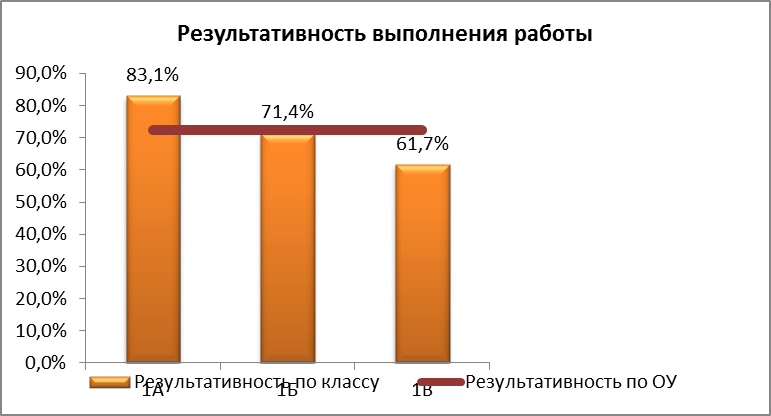 Результативность выполнения работы
90,0%
80,0%
70,0%
60,0%
50,0%
40,0%
30,0%
20,0%
10,0%
0,0%
83,1%
71,4%
61,7%
1А
1Б
1В
Результативность по классу
Результативность по ОУ